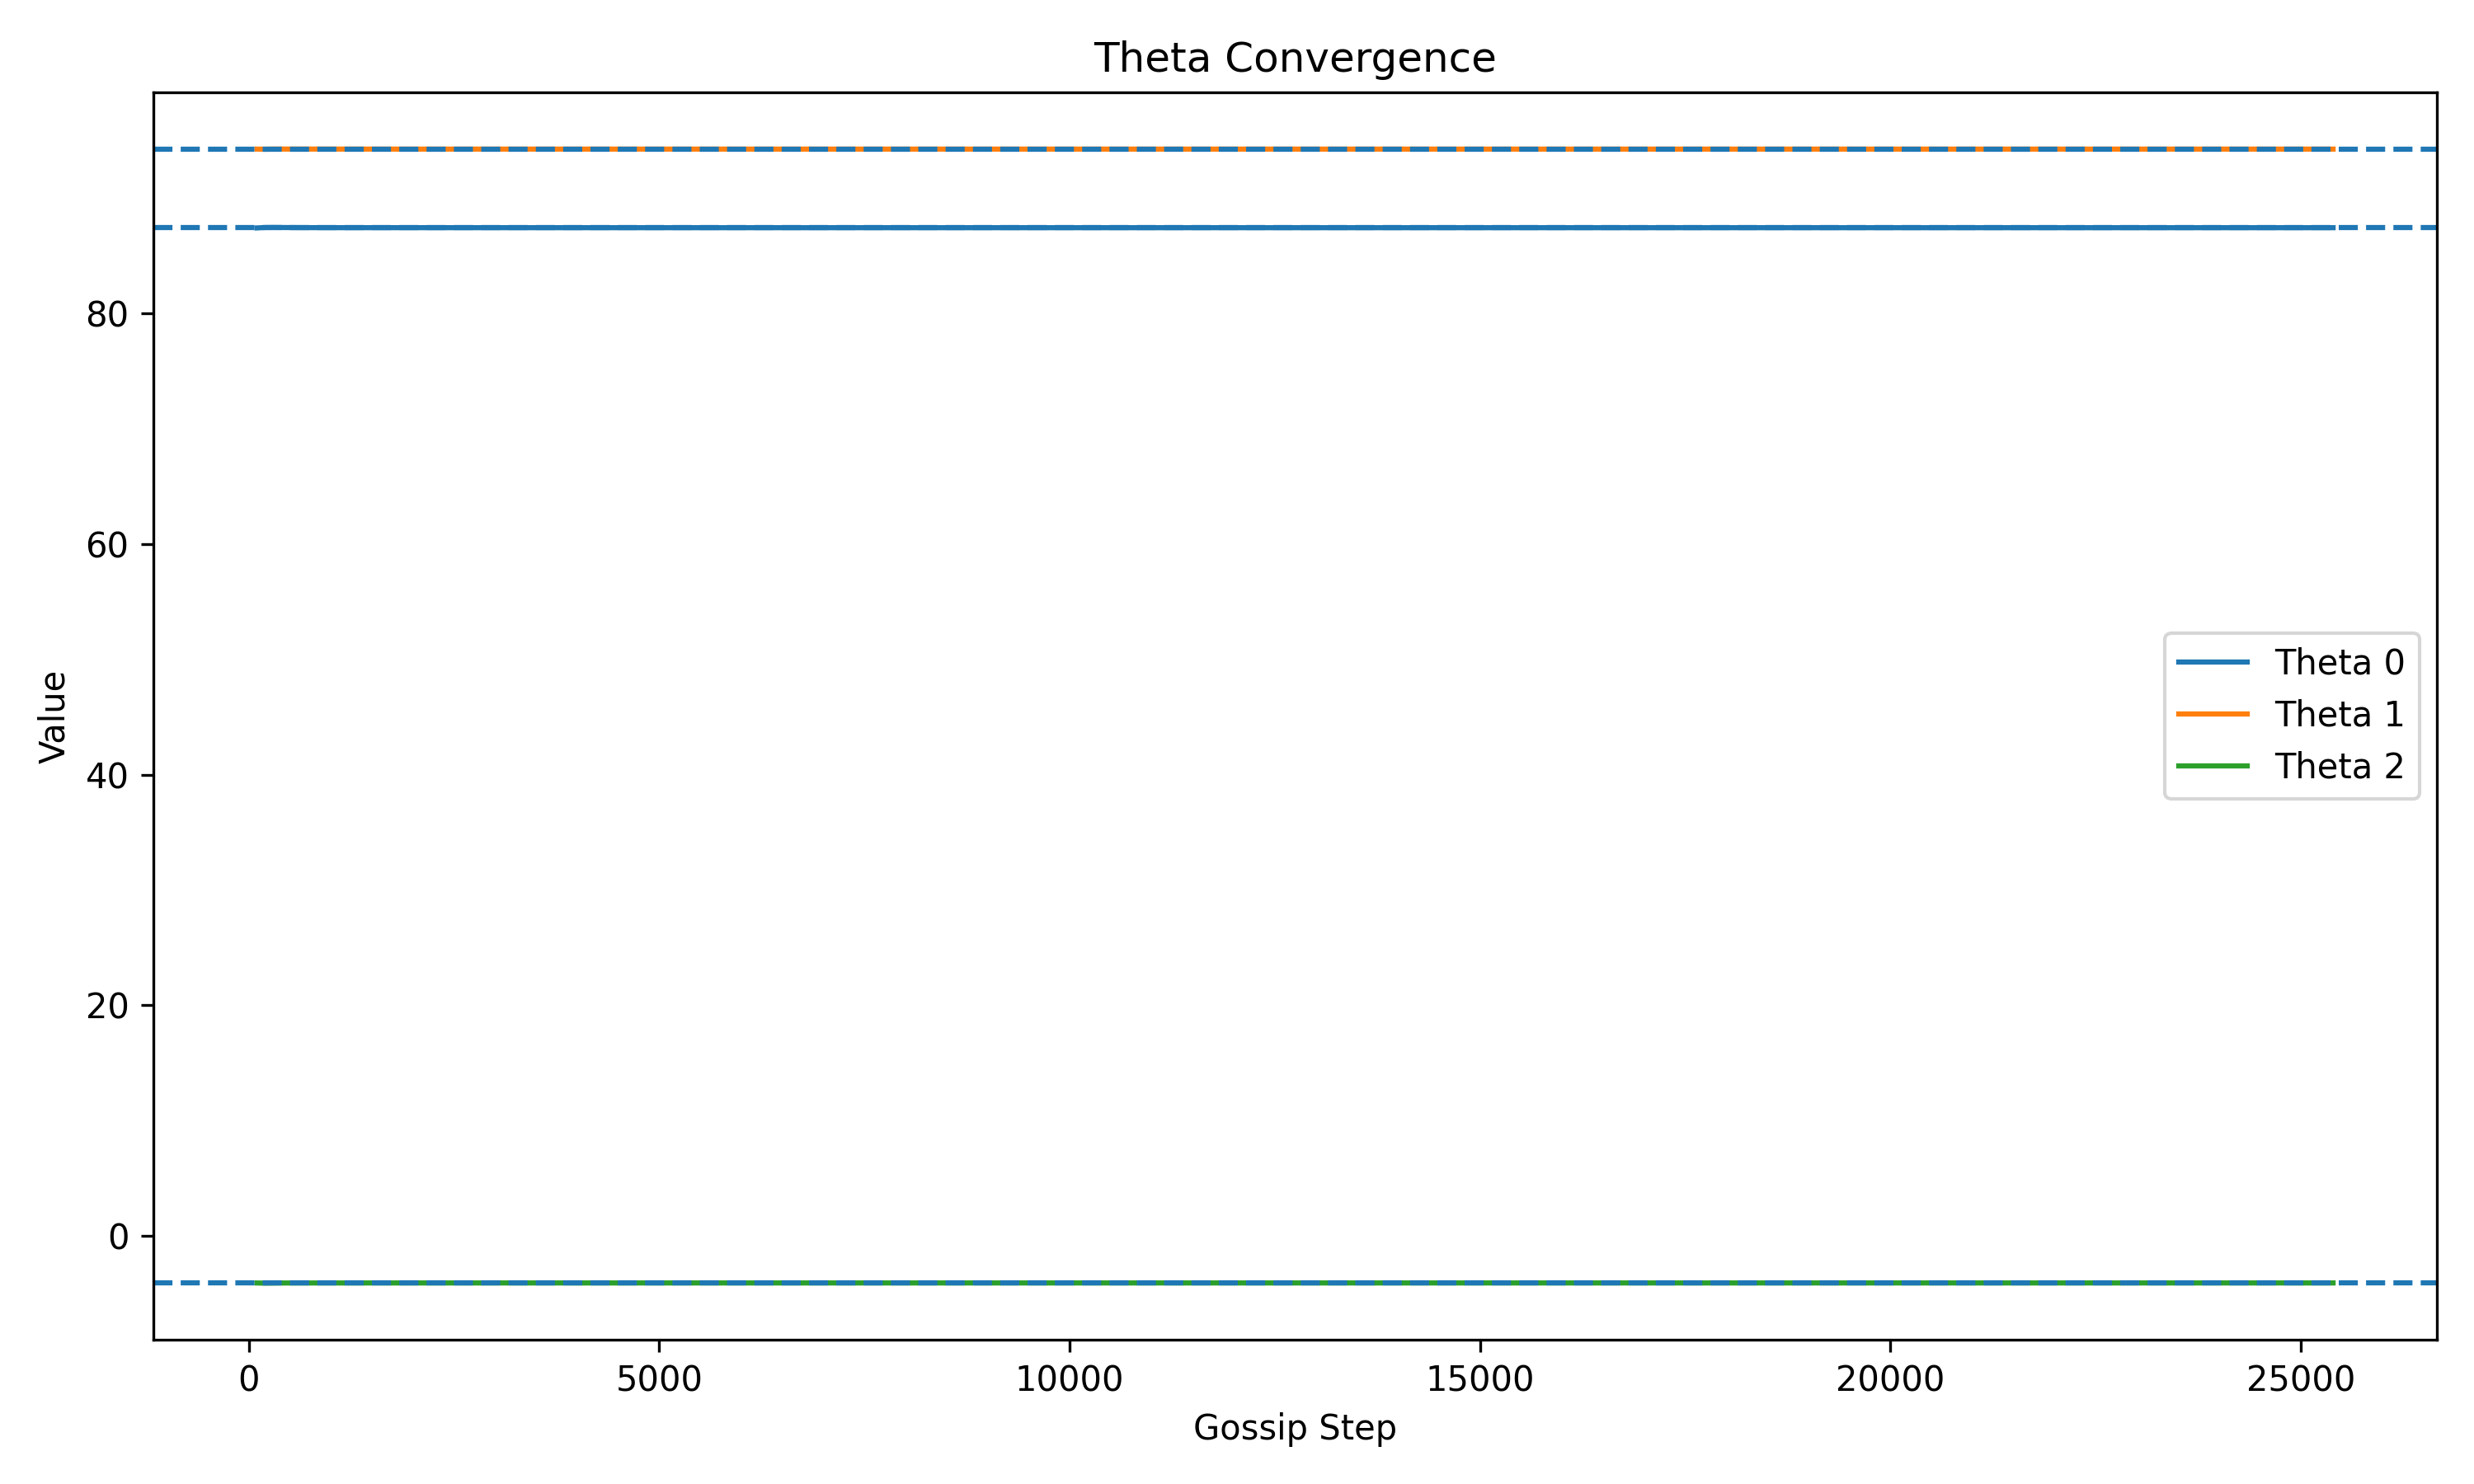 Theta Convergence
80
60
40
20
0
Value
Theta 0
Theta 1
Theta 2
0 5000 10000 15000 20000 25000
Gossip Step